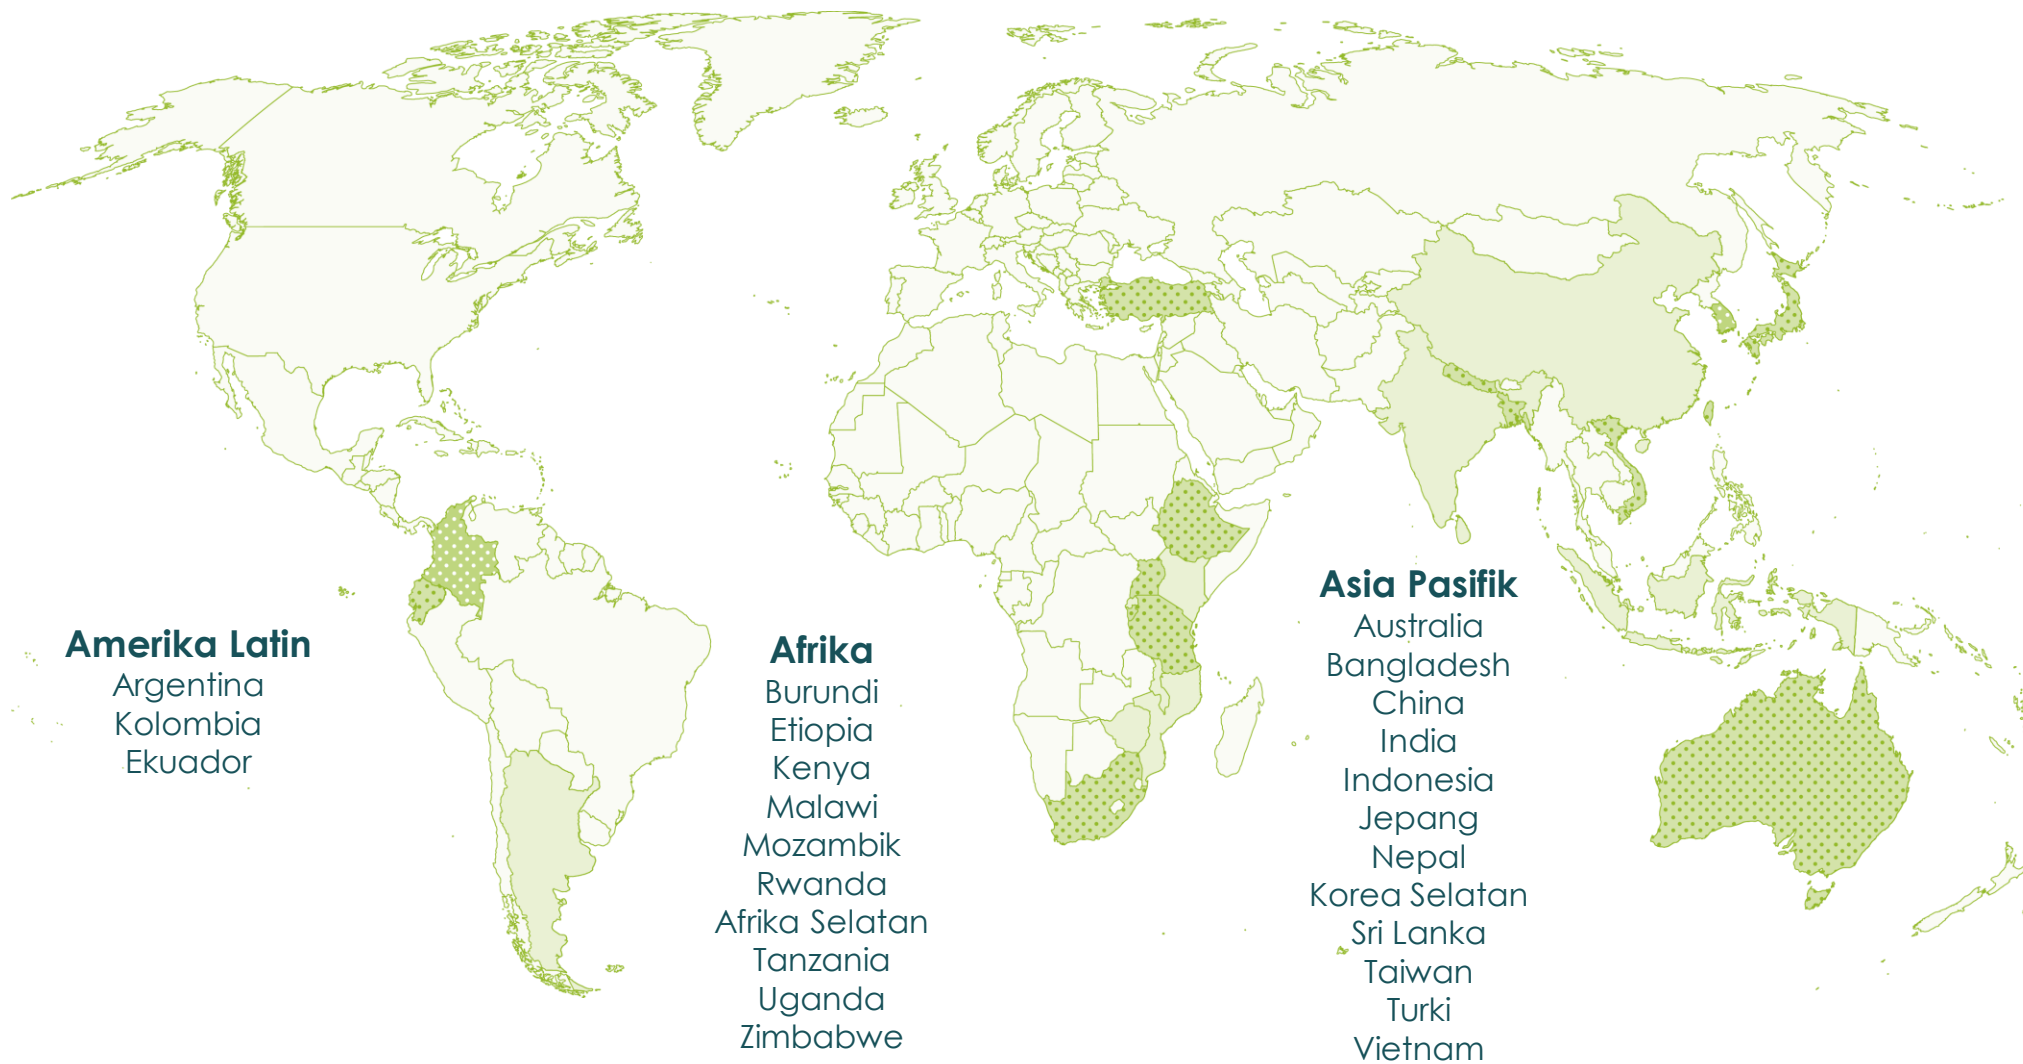 Amerika Latin
Argentina
Kolombia
Ekuador
Afrika
Burundi
Etiopia
Kenya
Malawi
Mozambik
Rwanda
Afrika Selatan
Tanzania
Uganda
Zimbabwe
Asia Pasifik
Australia
Bangladesh
China
India
Indonesia
Jepang
Nepal
Korea Selatan
Sri Lanka
Taiwan
Turki
Vietnam